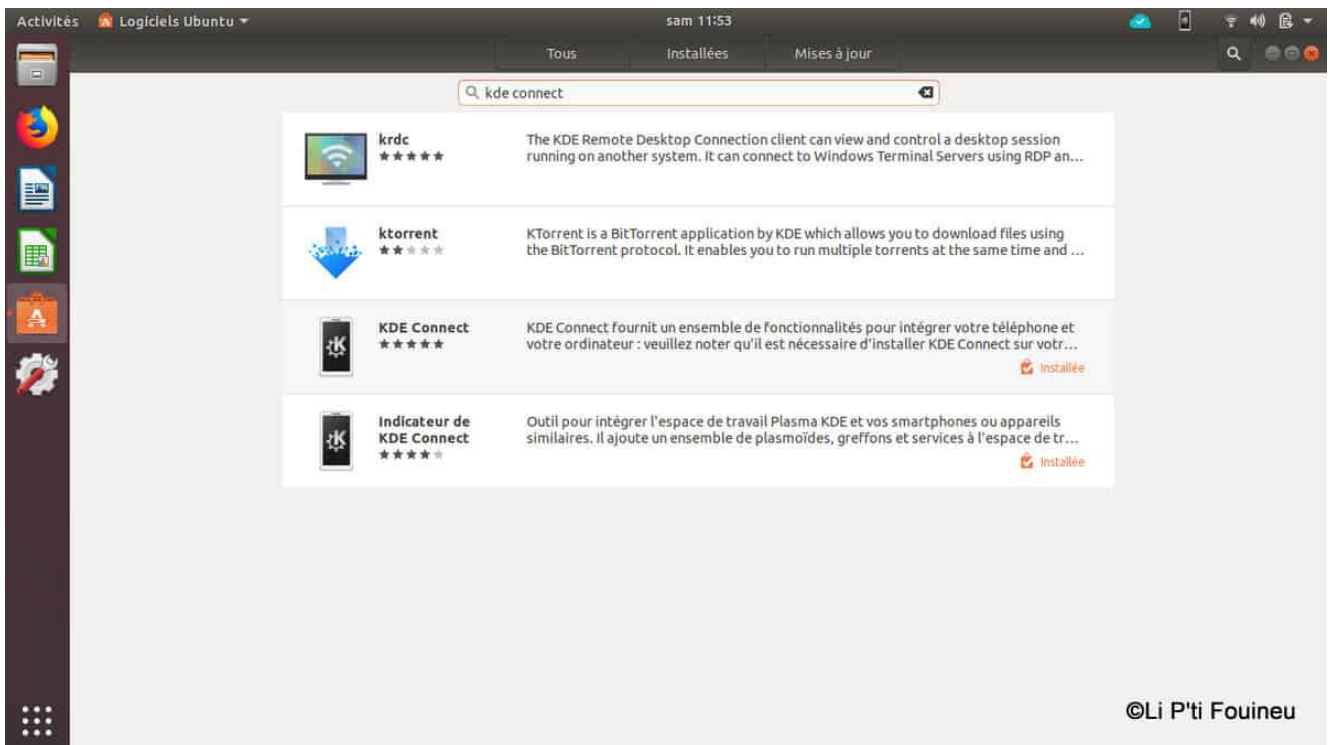 Activités Logiciels Ubuntu sam 11:53
Tous Installées Mises à jour
kde connect
krdc
The KDE Remote Desktop Connection client can view and control a desktop session
running on another system. It can connect to Windows Terminal Servers using RDP an...
ktorrent
KTorrent is a BitTorrent application by KDE which allows you to download files using
the BitTorrent protocol. It enables you to run multiple torrents at the same time and ...
KDE Connect
KDE Connect fournit un ensemble de fonctionnalités pour intégrer votre téléphone et
votre ordinateur : veuillez noter qu'il est nécessaire d'installer KDE Connect sur votr...
Installée
Indicateur de
KDE Connect
Outil pour intégrer l'espace de travail Plasma KDE et vos smartphones ou appareils
similaires. Il ajoute un ensemble de plasmoïdes, greffons et services à l'espace de tr...
Installée
©Li P'ti Fouineu